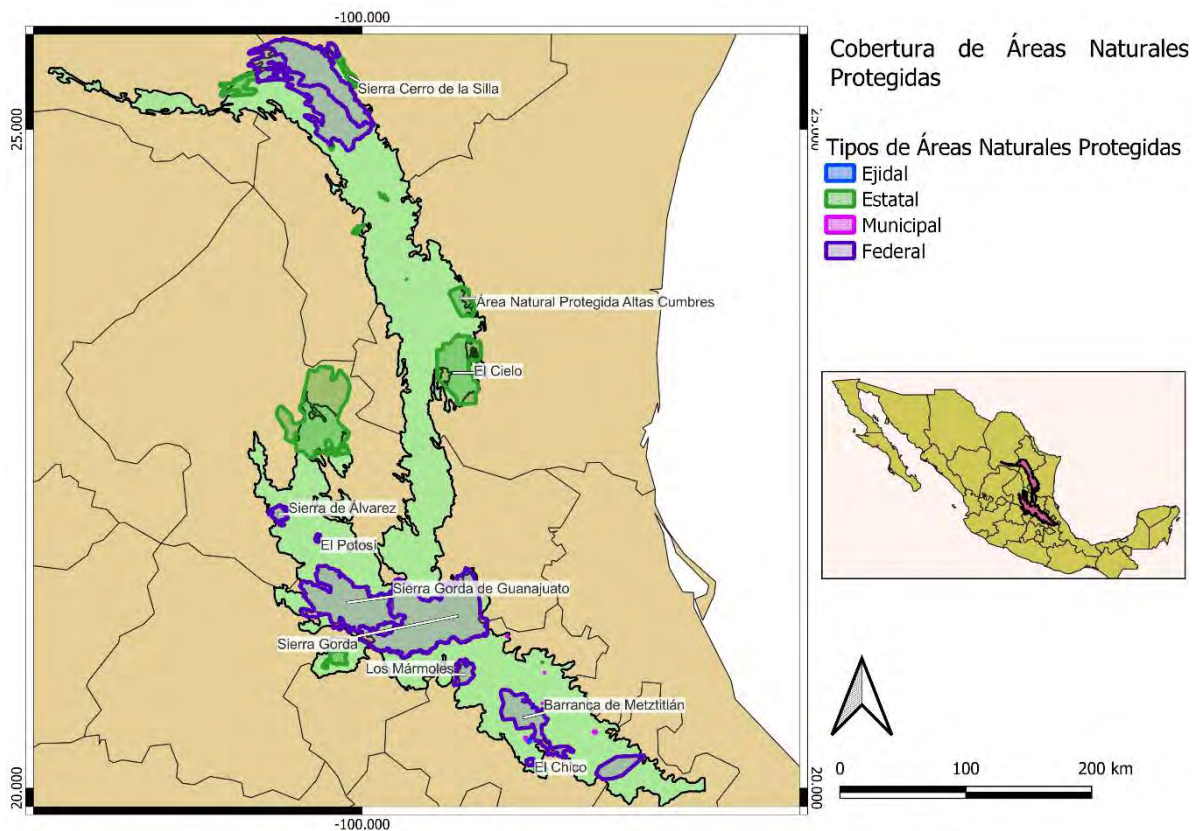 -100.000
Cobertura de Áreas Naturales
Protegidas
Sierra Cerro de la Silla
25.000
25.000
Tipos de Áreas Naturales Protegidas
Ejidal
Estatal
Municipal
Federal
Área Natural Protegida Altas Cumbres
El Cielo
Sierra de Álvarez
El Potosí
Sierra Gorda de Guanajuato
Sierra Gorda
Los Mármoles
Barranca de Metztitlán
El Chico
20.000
20.000
0 100 200 km
-100.000